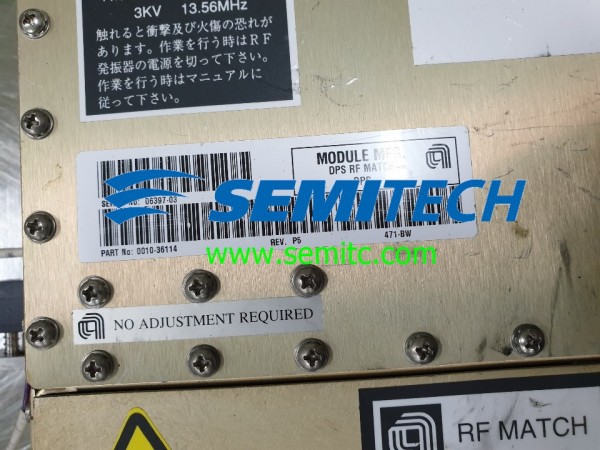 3KV 13.56MHz
触れると衝撃及び火傷の恐れが
あります。作業を行う時はRF
発振器の電源を切って下さい。
作業を行う時はマニュアルに
従って下さい。
MODULE
DPS RF MATCH
06397-03
SEMITECH
REV. P5
471-BW
PART No: 0010-36114
www.semitc.com
NO ADJUSTMENT REQUIRED
RF MATCH